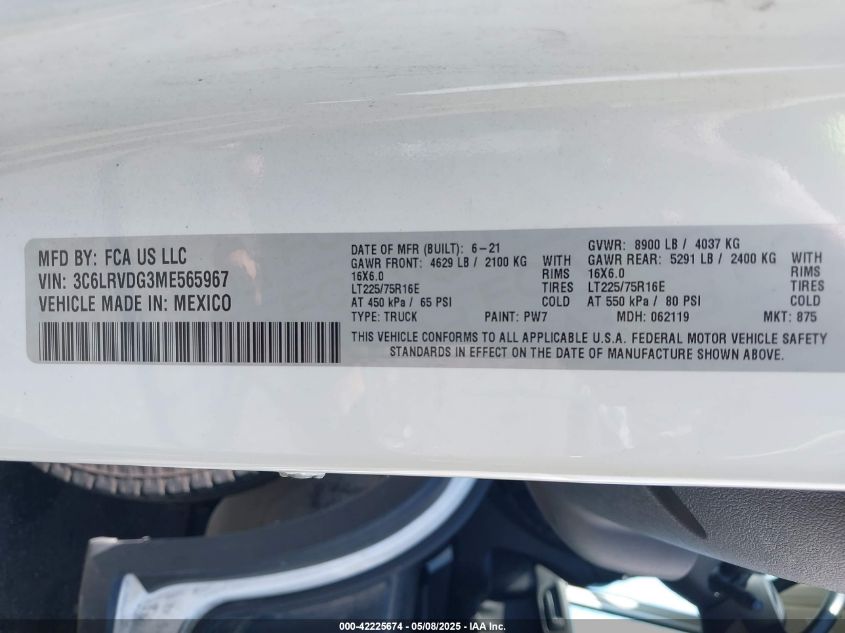 MFD BY: FCA US LLC
VIN: 3C6LRVDG3ME565967
VEHICLE MADE IN: MEXICO
DATE OF MFR (BUILT): 6-21 GVWR: 8900 LB / 4037 KG
GAWR FRONT: 4629 LB / 2100 KG WITH GAWR REAR: 5291 LB / 2400 KG WITH
16X6.0 RIMS 16X6.0 RIMS
LT225/75R16E TIRES LT225/75R16E TIRES
AT 450 kPa / 65 PSI COLD AT 550 kPa / 80 PSI COLD
TYPE: TRUCK PAINT: PW7 MDH: 062119 MKT: 875
THIS VEHICLE CONFORMS TO ALL APPLICABLE U.S.A. FEDERAL MOTOR VEHICLE SAFETY
STANDARDS IN EFFECT ON THE DATE OF MANUFACTURE SHOWN ABOVE.
000-42225674 - 05/08/2025 - IAA Inc.